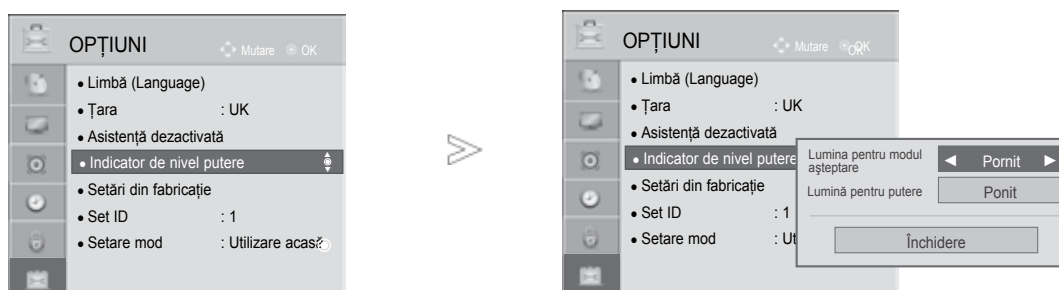 OPȚIUNI Mutare OK
• Limbă (Language)
• Țara : UK
• Asistență dezactivată
• Indicator de nivel putere
• Setări din fabricație
• Set ID : 1
• Setare mod : Utilizare acasă
OPȚIUNI Mutare OK
• Limbă (Language)
• Țara : UK
• Asistență dezactivată
• Indicator de nivel putere
• Setări din fabricație
• Set ID : 1
• Setare mod : Ut
Lumina pentru modul
așteptare
◄ Pornit ►
Lumină pentru putere Ponit
Închidere